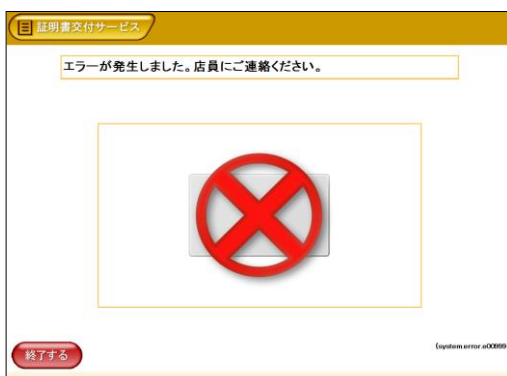 証明書交付サービス
エラーが発生しました。店員にご連絡ください。
終了する
(system.error.e00999